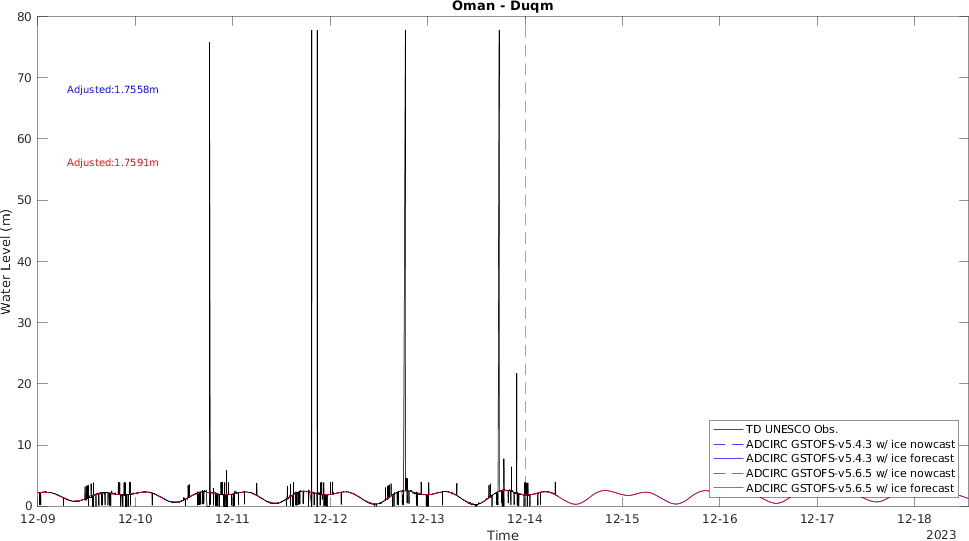 Oman - Duqm
80
70
60
50
40
30
20
10
0
Water Level (m)
Adjusted:1.7558m
Adjusted:1.7591m
TD UNESCO Obs.
ADCIRC GSTOFS-v5.4.3 w/ ice nowcast
ADCIRC GSTOFS-v5.4.3 w/ ice forecast
ADCIRC GSTOFS-v5.6.5 w/ ice nowcast
ADCIRC GSTOFS-v5.6.5 w/ ice forecast
12-09 12-10 12-11 12-12 12-13 12-14 12-15 12-16 12-17 12-18
Time
2023